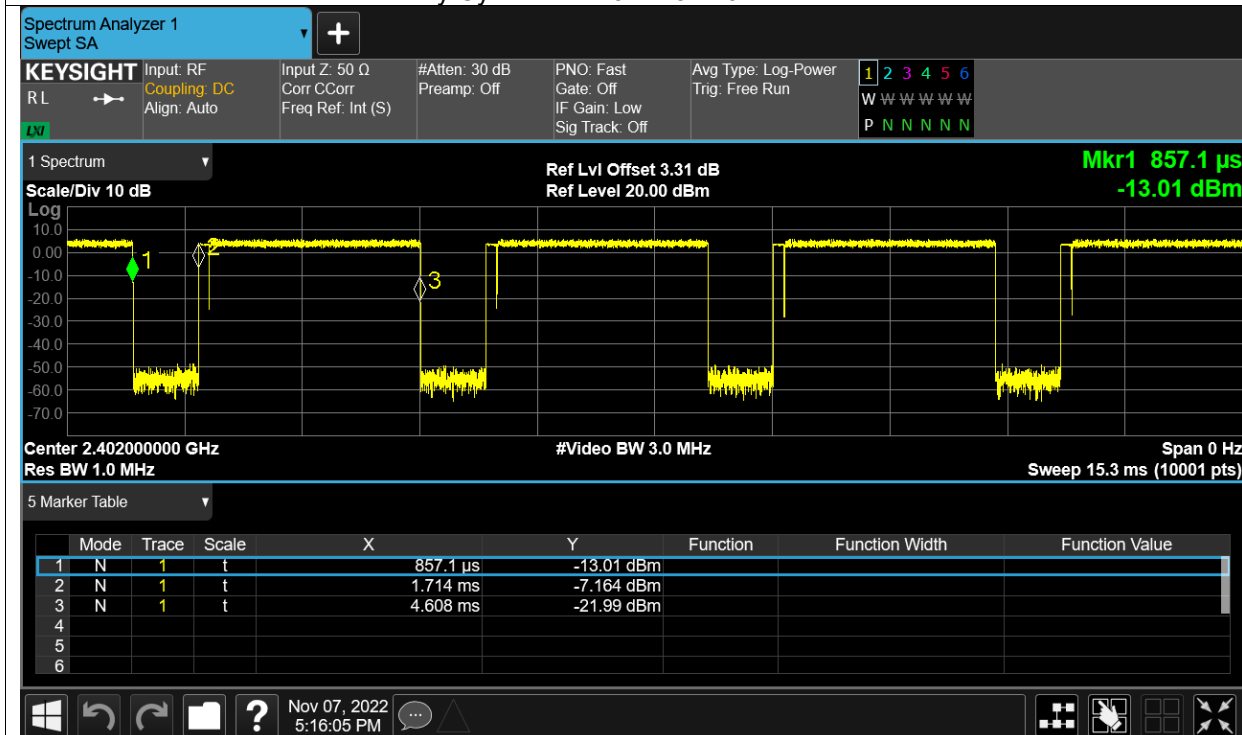 Spectrum Analyzer 1
Swept SA
+
KEYSIGHT Input: RF Input Z: 50 Ω #Atten: 30 dB PNO: Fast Avg Type: Log-Power 1 2 3 4 5 6
R L Coupling: DC Corr CCorr Preamp: Off Gate: Off Trig: Free Run W W W W W W
Align: Auto Freq Ref: Int (S) IF Gain: Low
LXI Sig Track: Off P N N N N N
1 Spectrum Ref Lvl Offset 3.31 dB Mkr1 857.1 µs
Scale/Div 10 dB Ref Level 20.00 dBm -13.01 dBm
Log
10.0
0.00 1 2
-10.0 3
-20.0
-30.0
-40.0
-50.0
-60.0
-70.0
Center 2.402000000 GHz #Video BW 3.0 MHz Span 0 Hz
Res BW 1.0 MHz Sweep 15.3 ms (10001 pts)
5 Marker Table
Mode Trace Scale X Y Function Function Width Function Value
1 N 1 t 857.1 µs -13.01 dBm
2 N 1 t 1.714 ms -7.164 dBm
3 N 1 t 4.608 ms -21.99 dBm
4
5
6
? Nov 07, 2022
5:16:05 PM